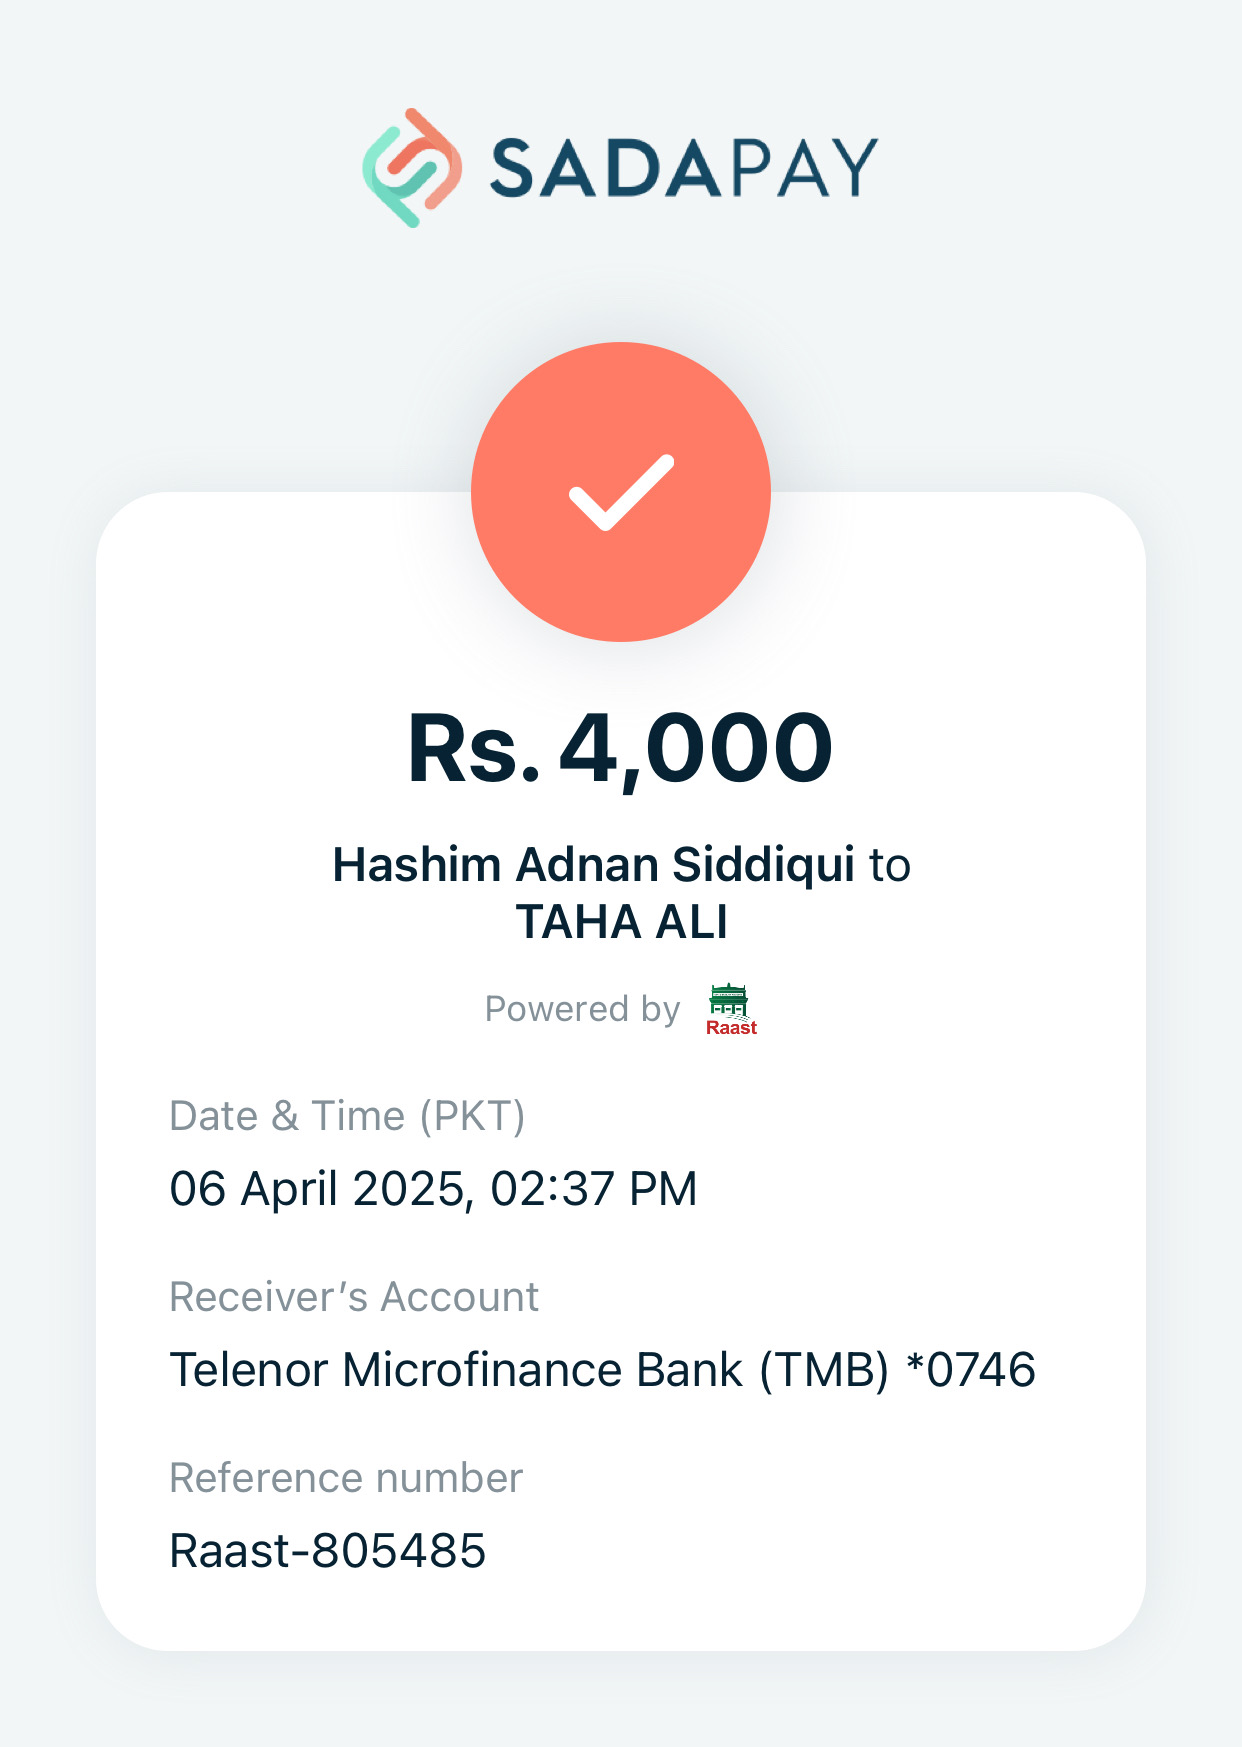 SADAPAY
Rs. 4,000
Hashim Adnan Siddiqui to
TAHA ALI
Powered by Raast
Date & Time (PKT)
06 April 2025, 02:37 PM
Receiver’s Account
Telenor Microfinance Bank (TMB) *0746
Reference number
Raast-805485